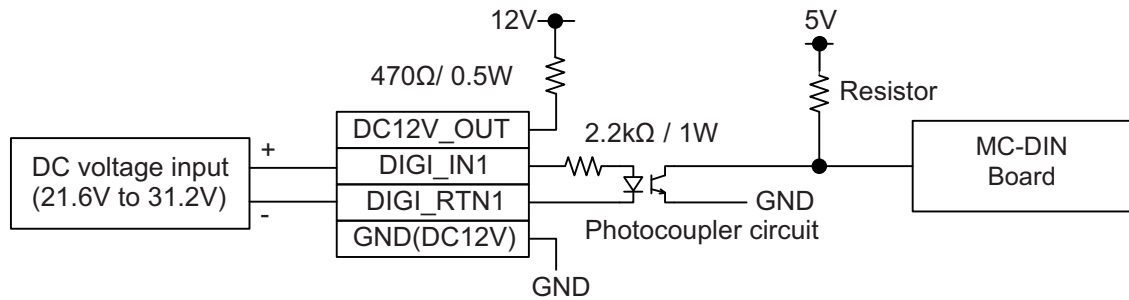 12V
5V
470Ω/ 0.5W
Resistor
DC12V_OUT
2.2kΩ / 1W
DC voltage input
(21.6V to 31.2V)
+
-
DIGI_IN1
DIGI_RTN1
GND(DC12V)
GND
Photocoupler circuit
MC-DIN
Board
GND